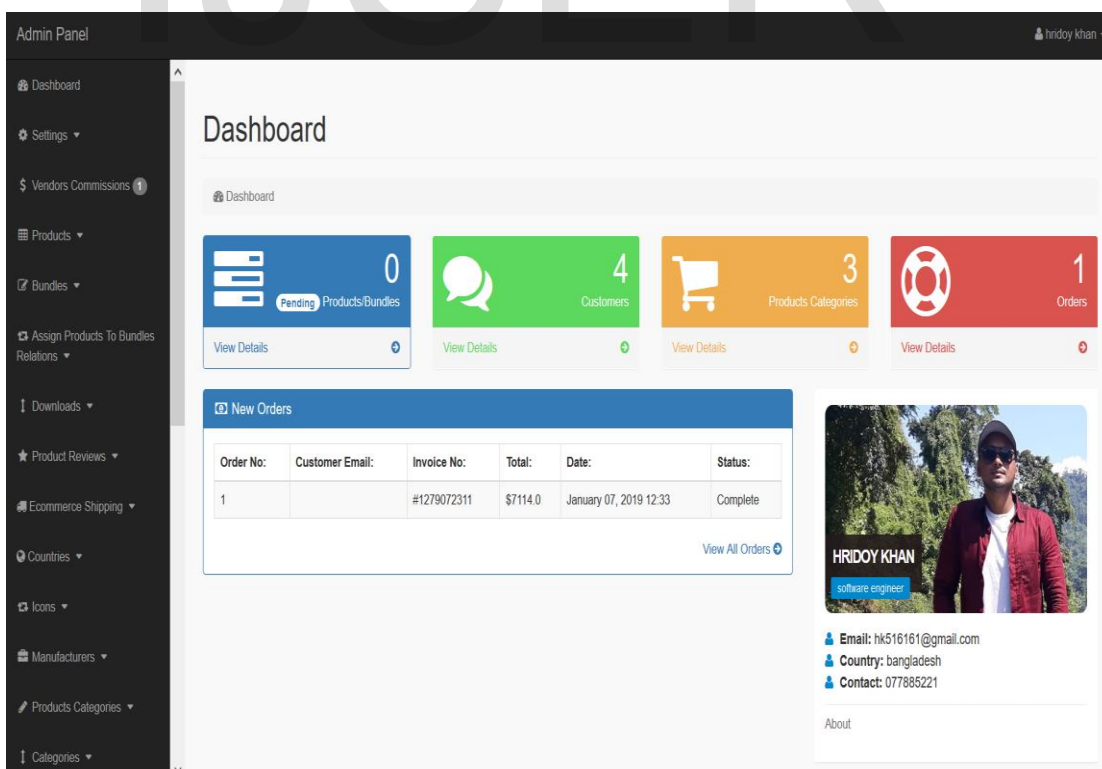 Admin Panel
hridoy khan
Dashboard
Settings
Vendors Commissions 1
Products
Bundles
Assign Products To Bundles
Relations
Downloads
Product Reviews
Ecommerce Shipping
Countries
Icons
Manufacturers
Products Categories
Categories
Dashboard
Dashboard
0
Pending Products/Bundles
View Details
4
Customers
View Details
3
Products Categories
View Details
1
Orders
View Details
New Orders
Order No: Customer Email: Invoice No: Total: Date: Status:
1 #1279072311 $7114.0 January 07, 2019 12:33 Complete
View All Orders
HRIDOY KHAN
software engineer
Email: hk516161@gmail.com
Country: bangladesh
Contact: 077885221
About